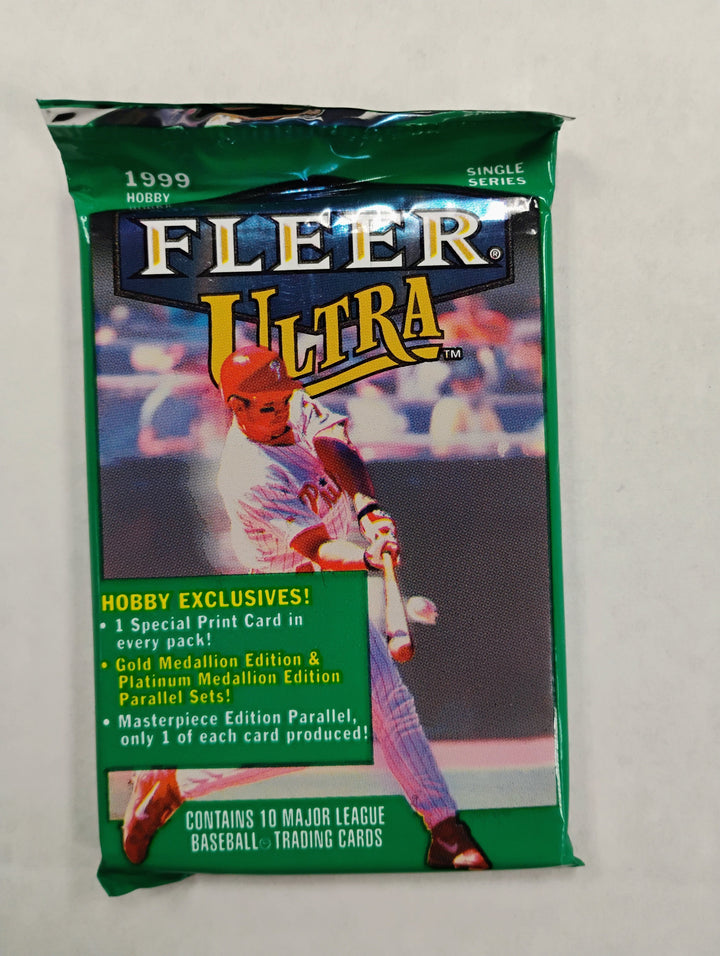 1999
HOBBY
SINGLE
SERIES
FLEER®
ULTRA™
Phil
HOBBY EXCLUSIVES!
• 1 Special Print Card in
every pack!
• Gold Medallion Edition &
Platinum Medallion Edition
Parallel Sets!
• Masterpiece Edition Parallel,
only 1 of each card produced!
CONTAINS 10 MAJOR LEAGUE
BASEBALL TRADING CARDS